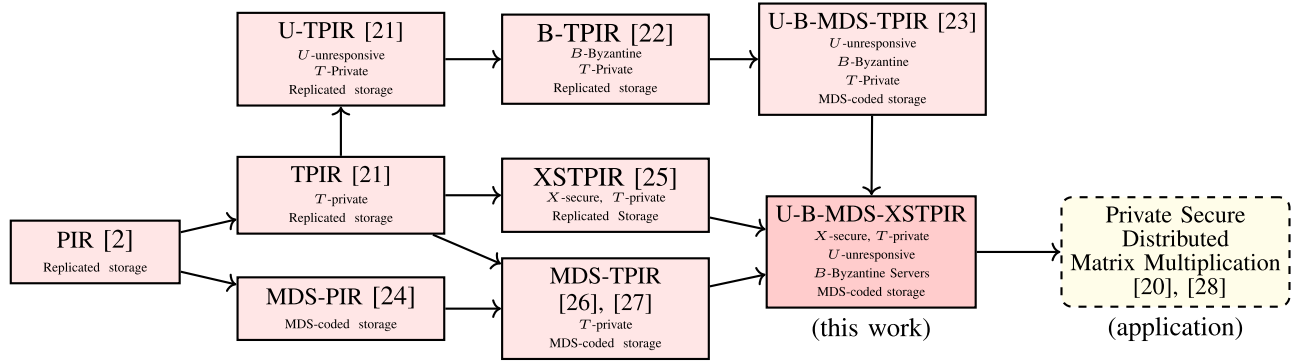 U-TPIR [21]
U-unresponsive
T-Private
Replicated storage
B-TPIR [22]
B-Byzantine
T-Private
Replicated storage
U-B-MDS-TPIR [23]
U-unresponsive
B-Byzantine
T-Private
MDS-coded storage
PIR [2]
Replicated storage
TPIR [21]
T-private
Replicated storage
XSTPIR [25]
X-secure, T-private
Replicated Storage
MDS-PIR [24]
MDS-coded storage
MDS-TPIR
[26], [27]
T-private
MDS-coded storage
U-B-MDS-XSTPIR
X-secure, T-private
U-unresponsive
B-Byzantine Servers
MDS-coded storage
(this work)
Private Secure
Distributed
Matrix Multiplication
[20], [28]
(application)